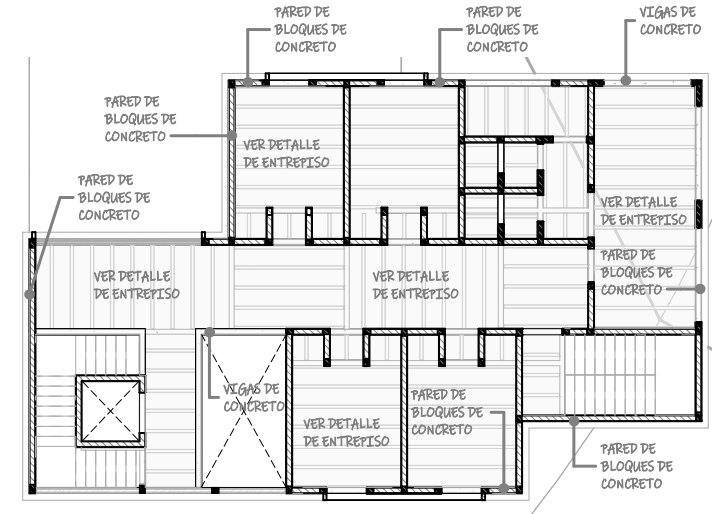 PARED DE
BLOQUES DE
CONCRETO
PARED DE
BLOQUES DE
CONCRETO
VIGAS DE
CONCRETO
PARED DE
BLOQUES DE
CONCRETO
VER DETALLE
DE ENTREPISO
PARED DE
BLOQUES DE
CONCRETO
VER DETALLE
DE ENTREPISO
PARED DE
BLOQUES DE
CONCRETO
VER DETALLE
DE ENTREPISO
VER DETALLE
DE ENTREPISO
VIGAS DE
CONCRETO
PARED DE
BLOQUES DE
CONCRETO
VER DETALLE
DE ENTREPISO
PARED DE
BLOQUES DE
CONCRETO